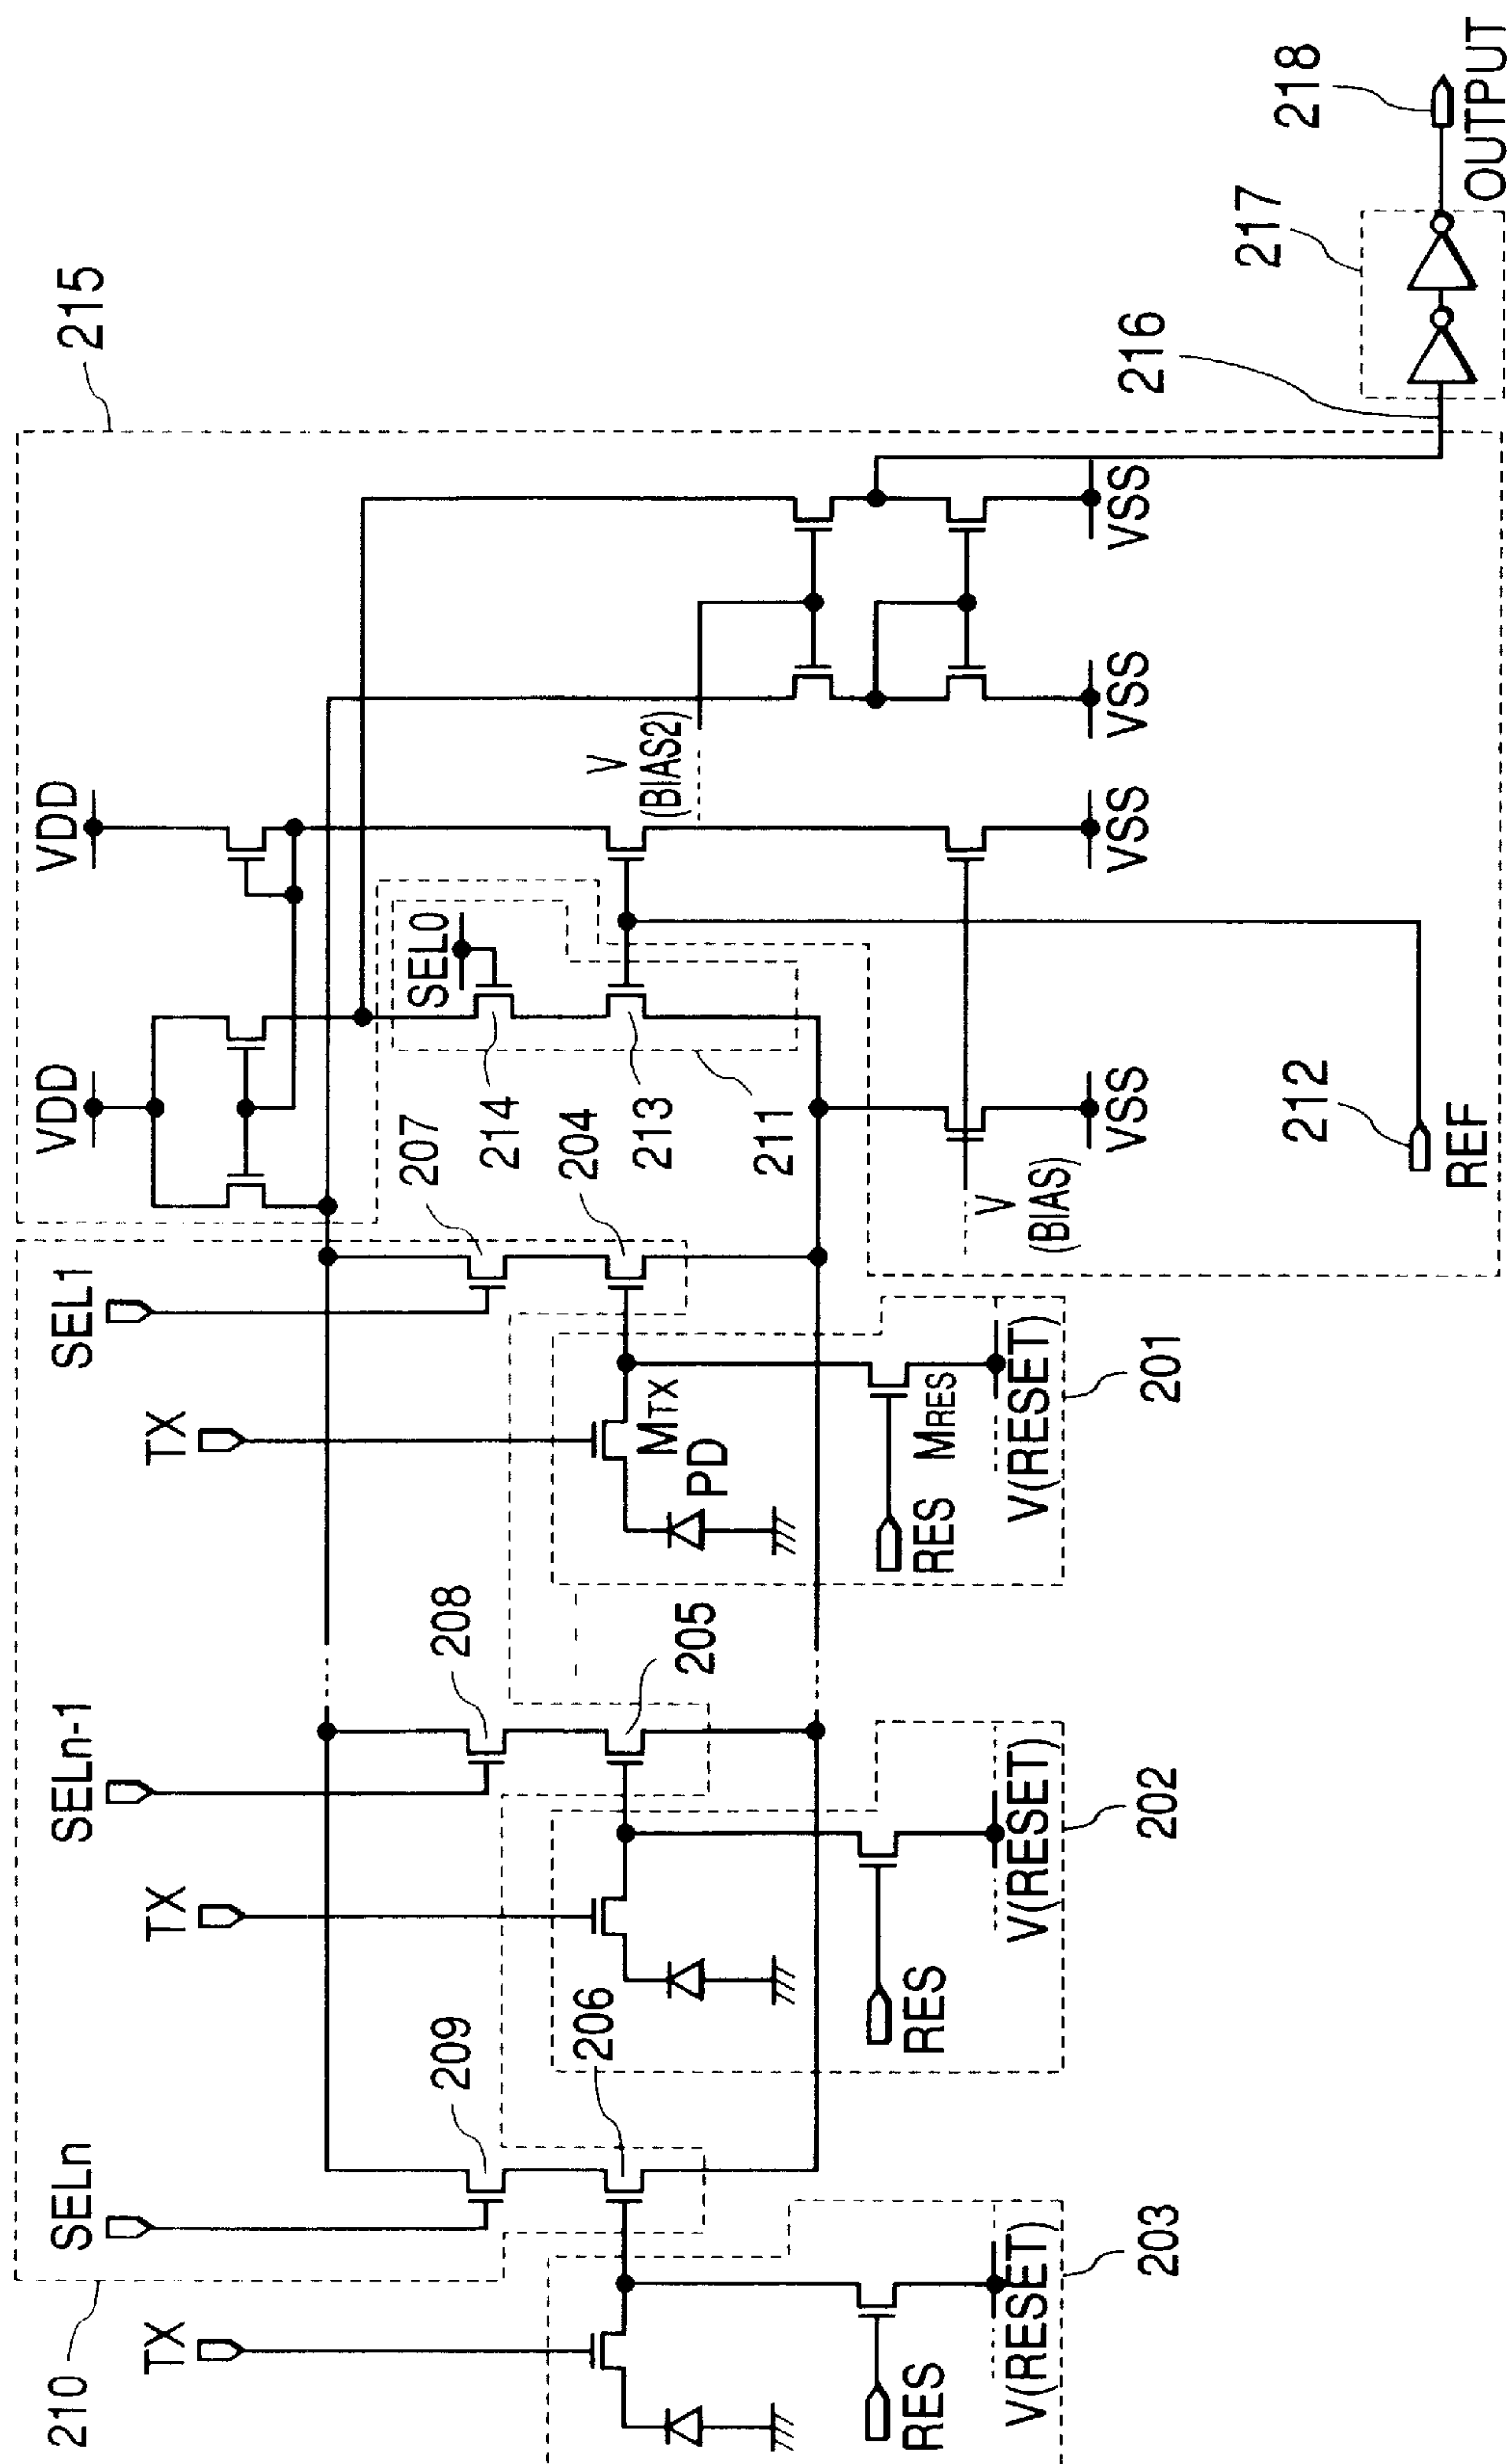 210
SELn
SELn-1
SEL1
VDD
VDD
215
TX
TX
TX
209
208
207
214
SEL0
206
205
204
213
211
V
(BIAS2)
216
217
218
OUTPUT
MTX
PD
RES
RES
RES
MRES
V
(BIAS)
V(RESET)
V(RESET)
V(RESET)
VSS
VSS
VSS
VSS
203
202
201
212
REF